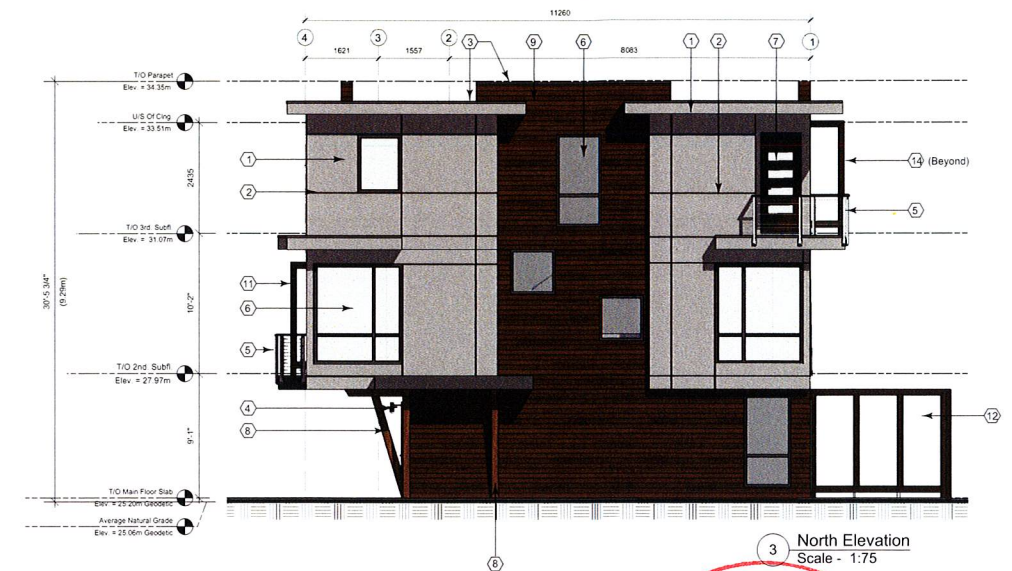 11260
4
3
2
1
1621
1557
8083
3
9
6
1
2
7
T/O Parapet
Elev. = 34.35m
U/S Of Clng
Elev. = 33.51m
1
14 (Beyond)
2435
2
5
T/O 3rd. Subfl.
Elev. = 31.07m
30'-5 3/4"
(9.29m)
11
10'-2"
6
5
T/O 2nd. Subfl.
Elev. = 27.97m
4
12
8
9'-1"
T/O Main Floor Slab
Elev. = 25.20m Geodetic
Average Natural Grade
Elev. = 25.06m Geodetic
8
3 North Elevation
Scale - 1:75